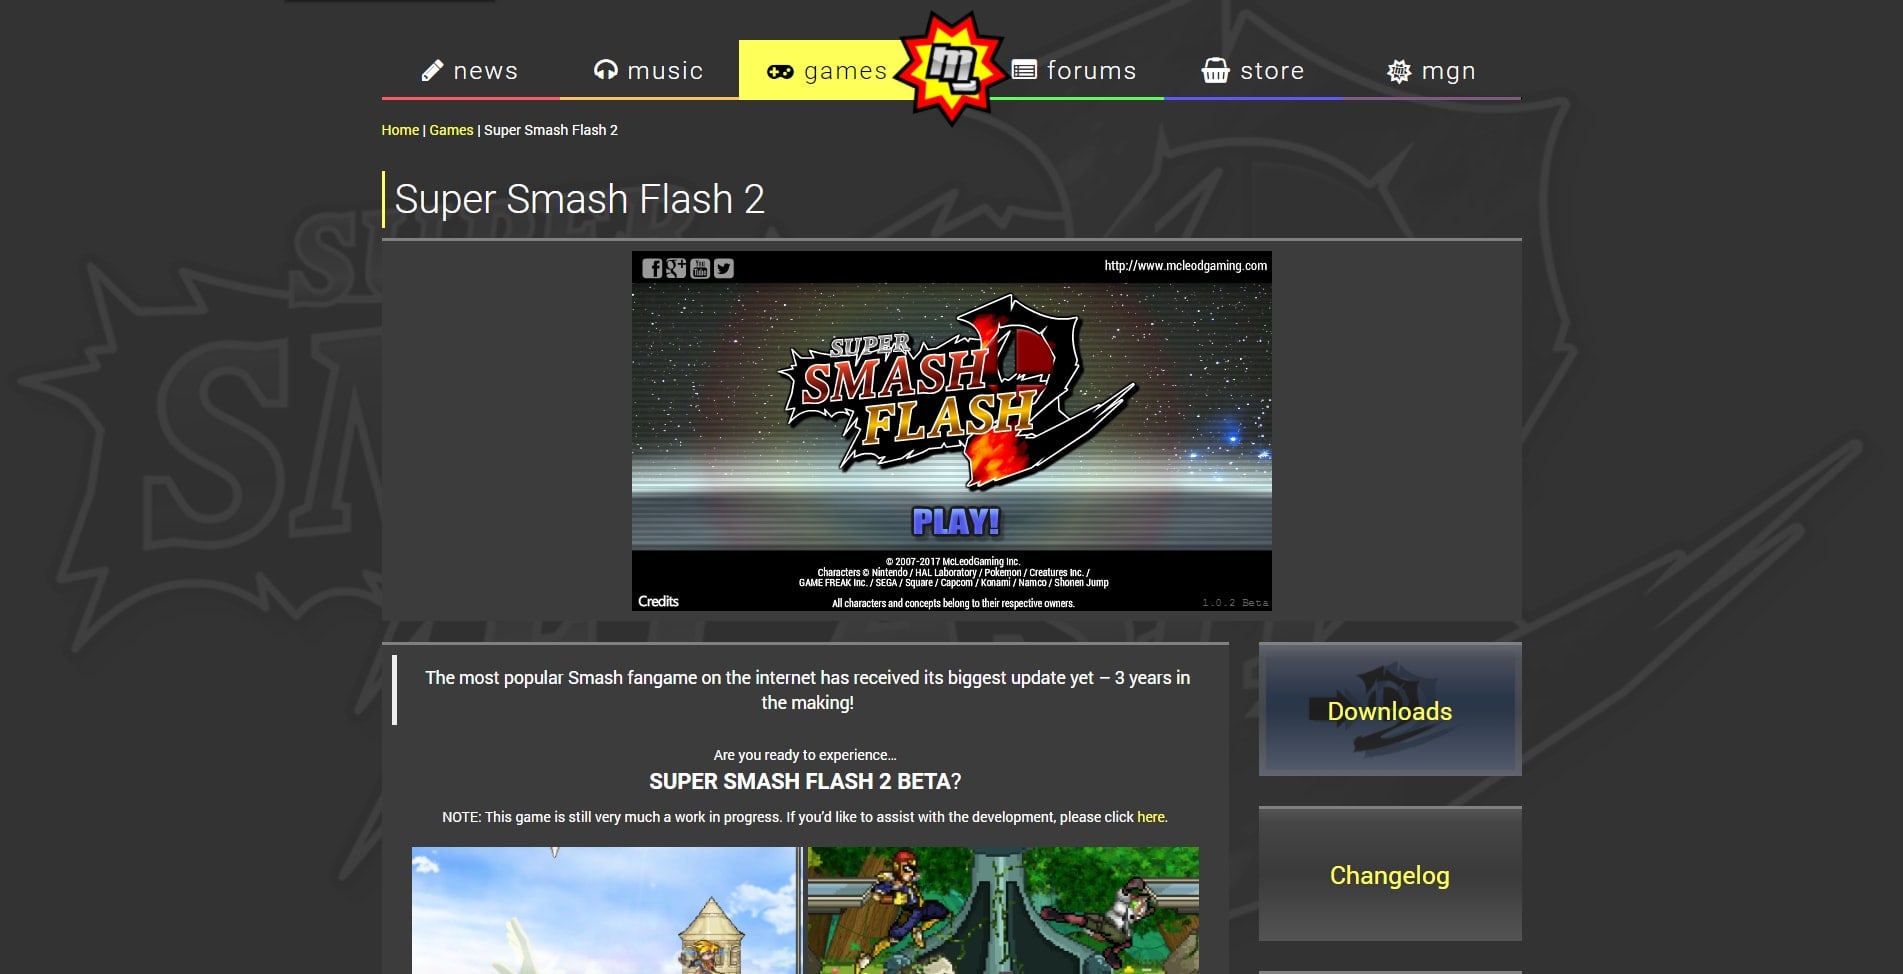 news
music
games
m
forums
store
mgn
Home | Games | Super Smash Flash 2
Super Smash Flash 2
http://www.mcleodgaming.com
SUPER
SMASH
FLASH
2
PLAY!
© 2007-2017 McLeodGaming Inc.
Characters © Nintendo / HAL Laboratory / Pokemon / Creatures Inc. /
GAME FREAK Inc. / SEGA / Square / Capcom / Konami / Namco / Shonen Jump
Credits
All characters and concepts belong to their respective owners.
1.0.2 Beta
The most popular Smash fangame on the internet has received its biggest update yet – 3 years in
the making!
Are you ready to experience…
SUPER SMASH FLASH 2 BETA?
NOTE: This game is still very much a work in progress. If you’d like to assist with the development, please click here.
Downloads
Changelog